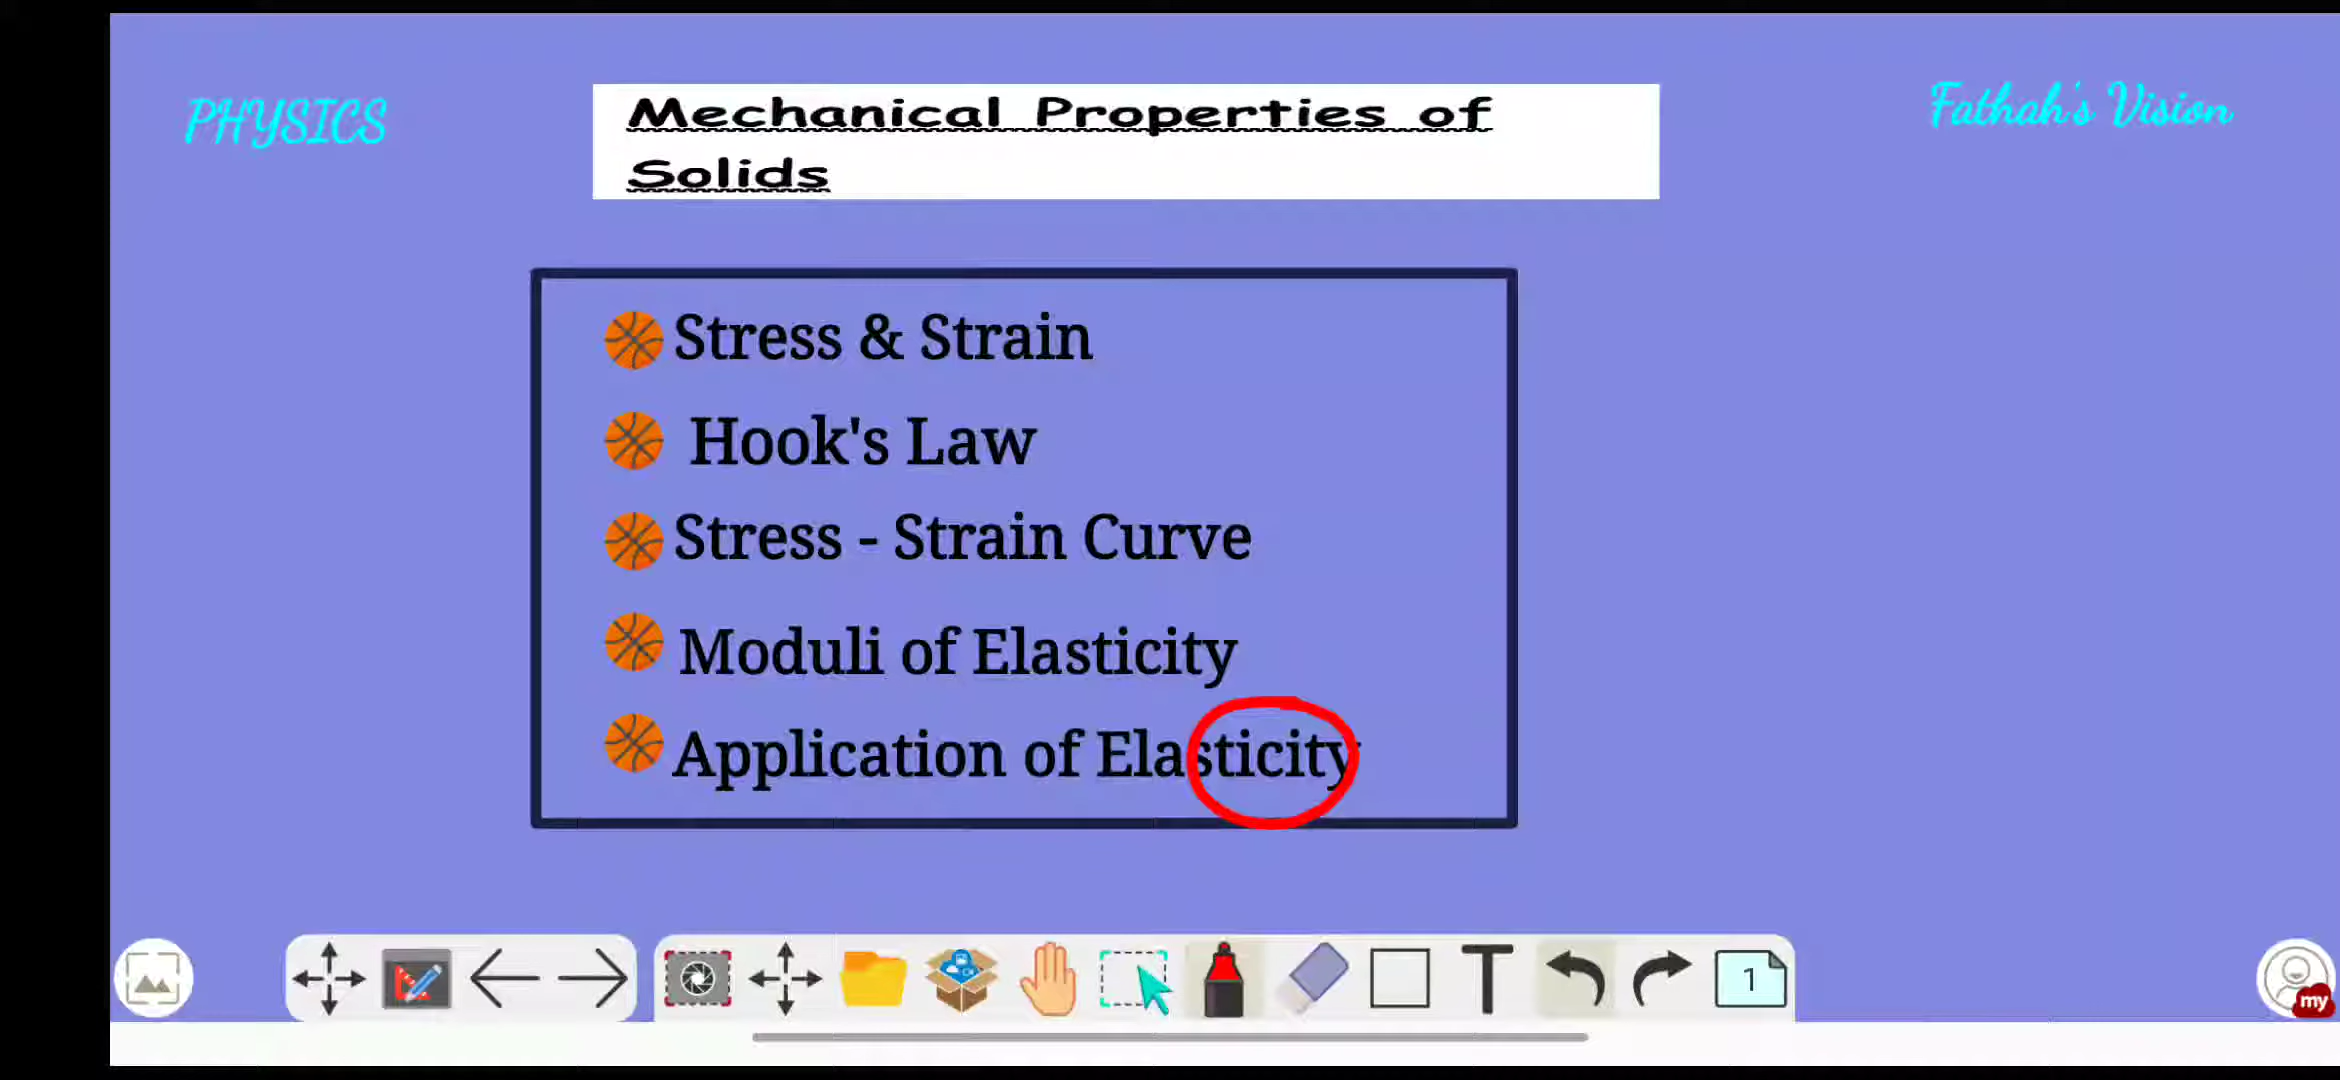 PHYSICS
Mechanical Properties of
Solids
Fathah's Vision
Stress & Strain
Hook's Law
Stress - Strain Curve
Moduli of Elasticity
Application of Elasticity
T
1
my